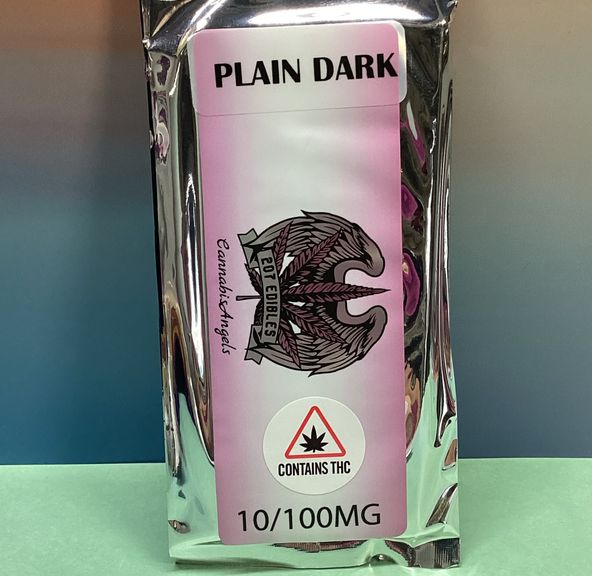 PLAIN DARK
POT EDIBLES
CannabisAngels
CONTAINS THC
10/100MG